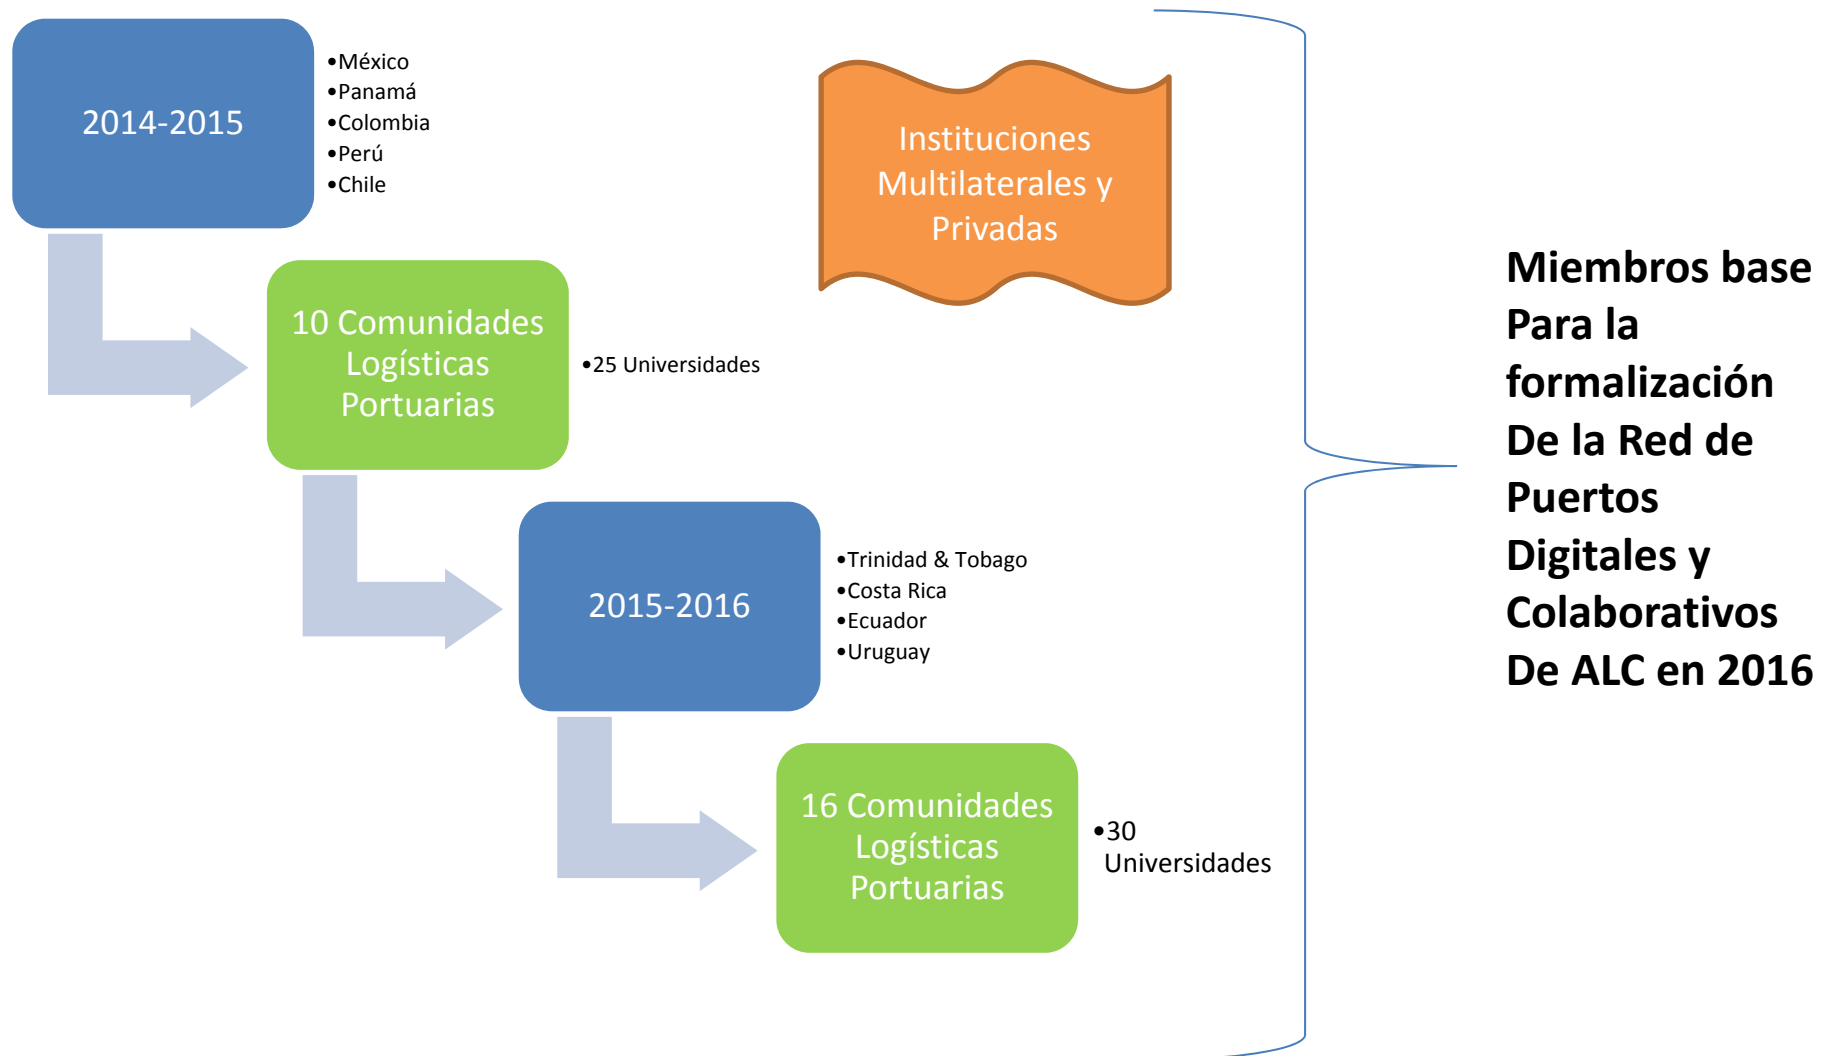 2014-2015
•México
•Panamá
•Colombia
•Perú
•Chile
Instituciones
Multilaterales y
Privadas
10 Comunidades
Logísticas
Portuarias
•25 Universidades
2015-2016
•Trinidad & Tobago
•Costa Rica
•Ecuador
•Uruguay
16 Comunidades
Logísticas
Portuarias
•30
Universidades
Miembros base
Para la
formalización
De la Red de
Puertos
Digitales y
Colaborativos
De ALC en 2016